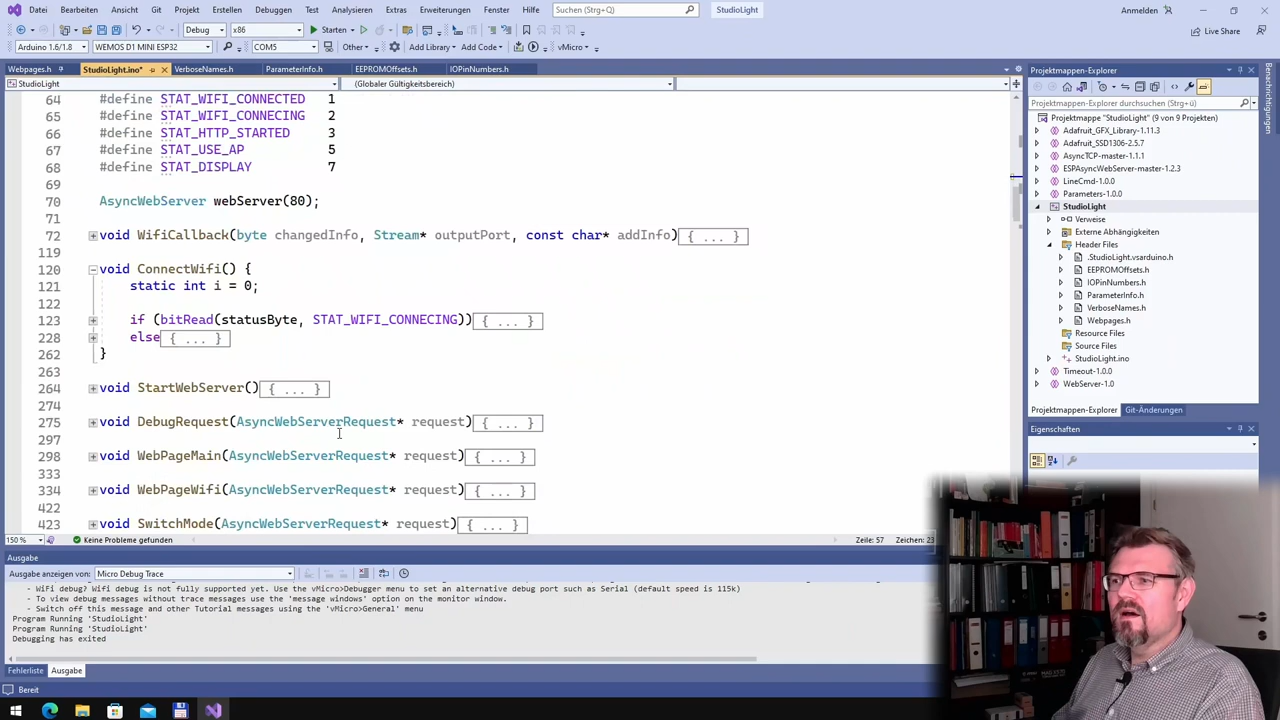 Datei Bearbeiten Ansicht Git Projekt Erstellen Debuggen Test Analysieren Extras Erweiterungen Fenster Hilfe Suchen (Strg+Q) StudioLight Anmelden
Debug x86 Starten Live Share
Arduino 1.6/1.8 WEMOS D1 MINI ESP32 COM5 Other Add Library Add Code vMicro
Webpages.h StudioLight.ino* VerboseNames.h ParameterInfo.h EEPROMOffsets.h IOPinNumbers.h
StudioLight (Globaler Gültigkeitsbereich)
64 #define STAT_WIFI_CONNECTED 1
65 #define STAT_WIFI_CONNECING 2
66 #define STAT_HTTP_STARTED 3
67 #define STAT_USE_AP 5
68 #define STAT_DISPLAY 7
69
70 AsyncWebServer webServer(80);
71
72 void WifiCallback(byte changedInfo, Stream* outputPort, const char* addInfo) { ... }
119
120 void ConnectWifi() {
121 static int i = 0;
122
123 if (bitRead(statusByte, STAT_WIFI_CONNECING)) { ... }
228 else { ... }
262 }
263
264 void StartWebServer() { ... }
274
275 void DebugRequest(AsyncWebServerRequest* request) { ... }
297
298 void WebPageMain(AsyncWebServerRequest* request) { ... }
333
334 void WebPageWifi(AsyncWebServerRequest* request) { ... }
422
423 void SwitchMode(AsyncWebServerRequest* request) { ... }
150 % Keine Probleme gefunden Zeile: 57 Zeichen: 23
Ausgabe
Ausgabe anzeigen von: Micro Debug Trace
- WiFi debug? Wifi debug is not fully supported yet. Use the vMicro>Debugger menu to set an alternative debug port such as Serial (default speed is 115k)
- To view debug messages without trace messages use the 'message windows' option on the monitor window.
- Switch off this message and other Tutorial messages using the 'vMicro>General' menu
Program Running 'StudioLight'
Program Running 'StudioLight'
Debugging has exited
Fehlerliste Ausgabe
Bereit
Projektmappen-Explorer
Projektmappen-Explorer durchsuchen (Strg+ü)
Projektmappe "StudioLight" (9 von 9 Projekten)
Adafruit_GFX_Library-1.11.3
Adafruit_SSD1306-2.5.7
AsyncTCP-master-1.1.1
ESPAsyncWebServer-master-1.2.3
LineCmd-1.0.0
Parameters-1.0.0
StudioLight
Verweise
Externe Abhängigkeiten
Header Files
.StudioLight.vsarduino.h
EEPROMOffsets.h
IOPinNumbers.h
ParameterInfo.h
VerboseNames.h
Webpages.h
Resource Files
Source Files
StudioLight.ino
Timeout-1.0.0
WebServer-1.0
Projektmappen-Explorer Git-Änderungen
Eigenschaften
Benachrichtigungen